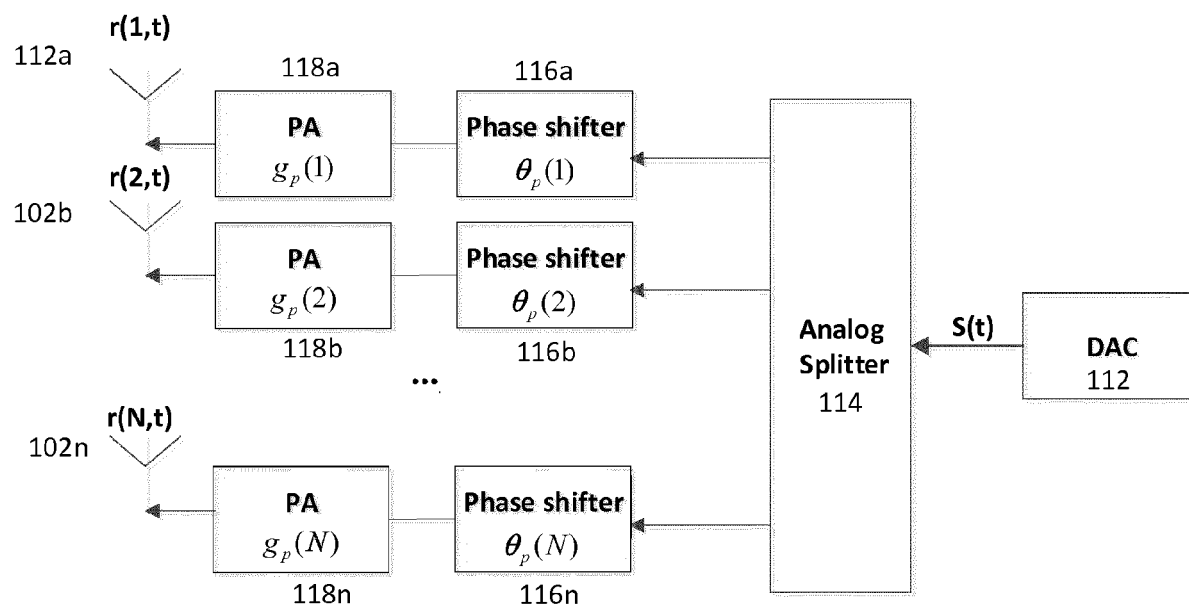 r(1,t)
112a
118a
116a
PA
g_p(1)
Phase shifter
θ_p(1)
r(2,t)
102b
PA
g_p(2)
Phase shifter
θ_p(2)
118b
116b
...
Analog
Splitter
114
S(t)
DAC
112
r(N,t)
102n
PA
g_p(N)
Phase shifter
θ_p(N)
118n
116n